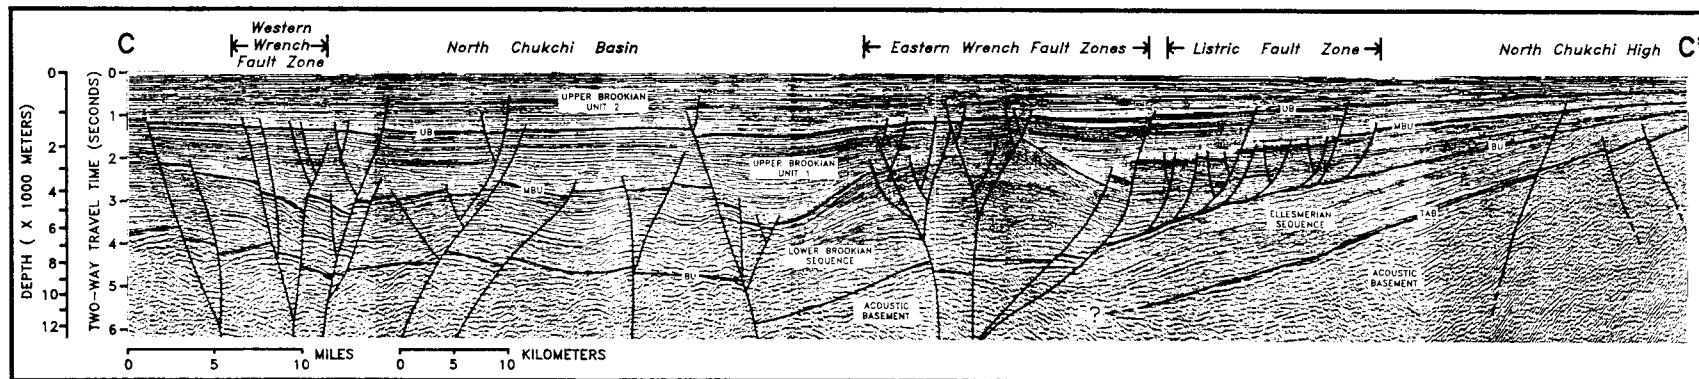 C
Western
Wrench
Fault Zone
North Chukchi Basin
Eastern Wrench Fault Zones
Listric Fault Zone
North Chukchi High
C'
DEPTH ( X 1000 METERS)
0
2
4
6
8
10
12
TWO-WAY TRAVEL TIME (SECONDS)
0
1
2
3
4
5
6
UPPER BROOKIAN
UNIT 2
UB
UB
MBU
BU
UPPER BROOKIAN
UNIT 1
MBU
ELLESMERIAN
SEQUENCE
TAB
LOWER BROOKIAN
SEQUENCE
BU
ACOUSTIC
BASEMENT
ACOUSTIC
BASEMENT
?
0 5 10 MILES
0 5 10 KILOMETERS